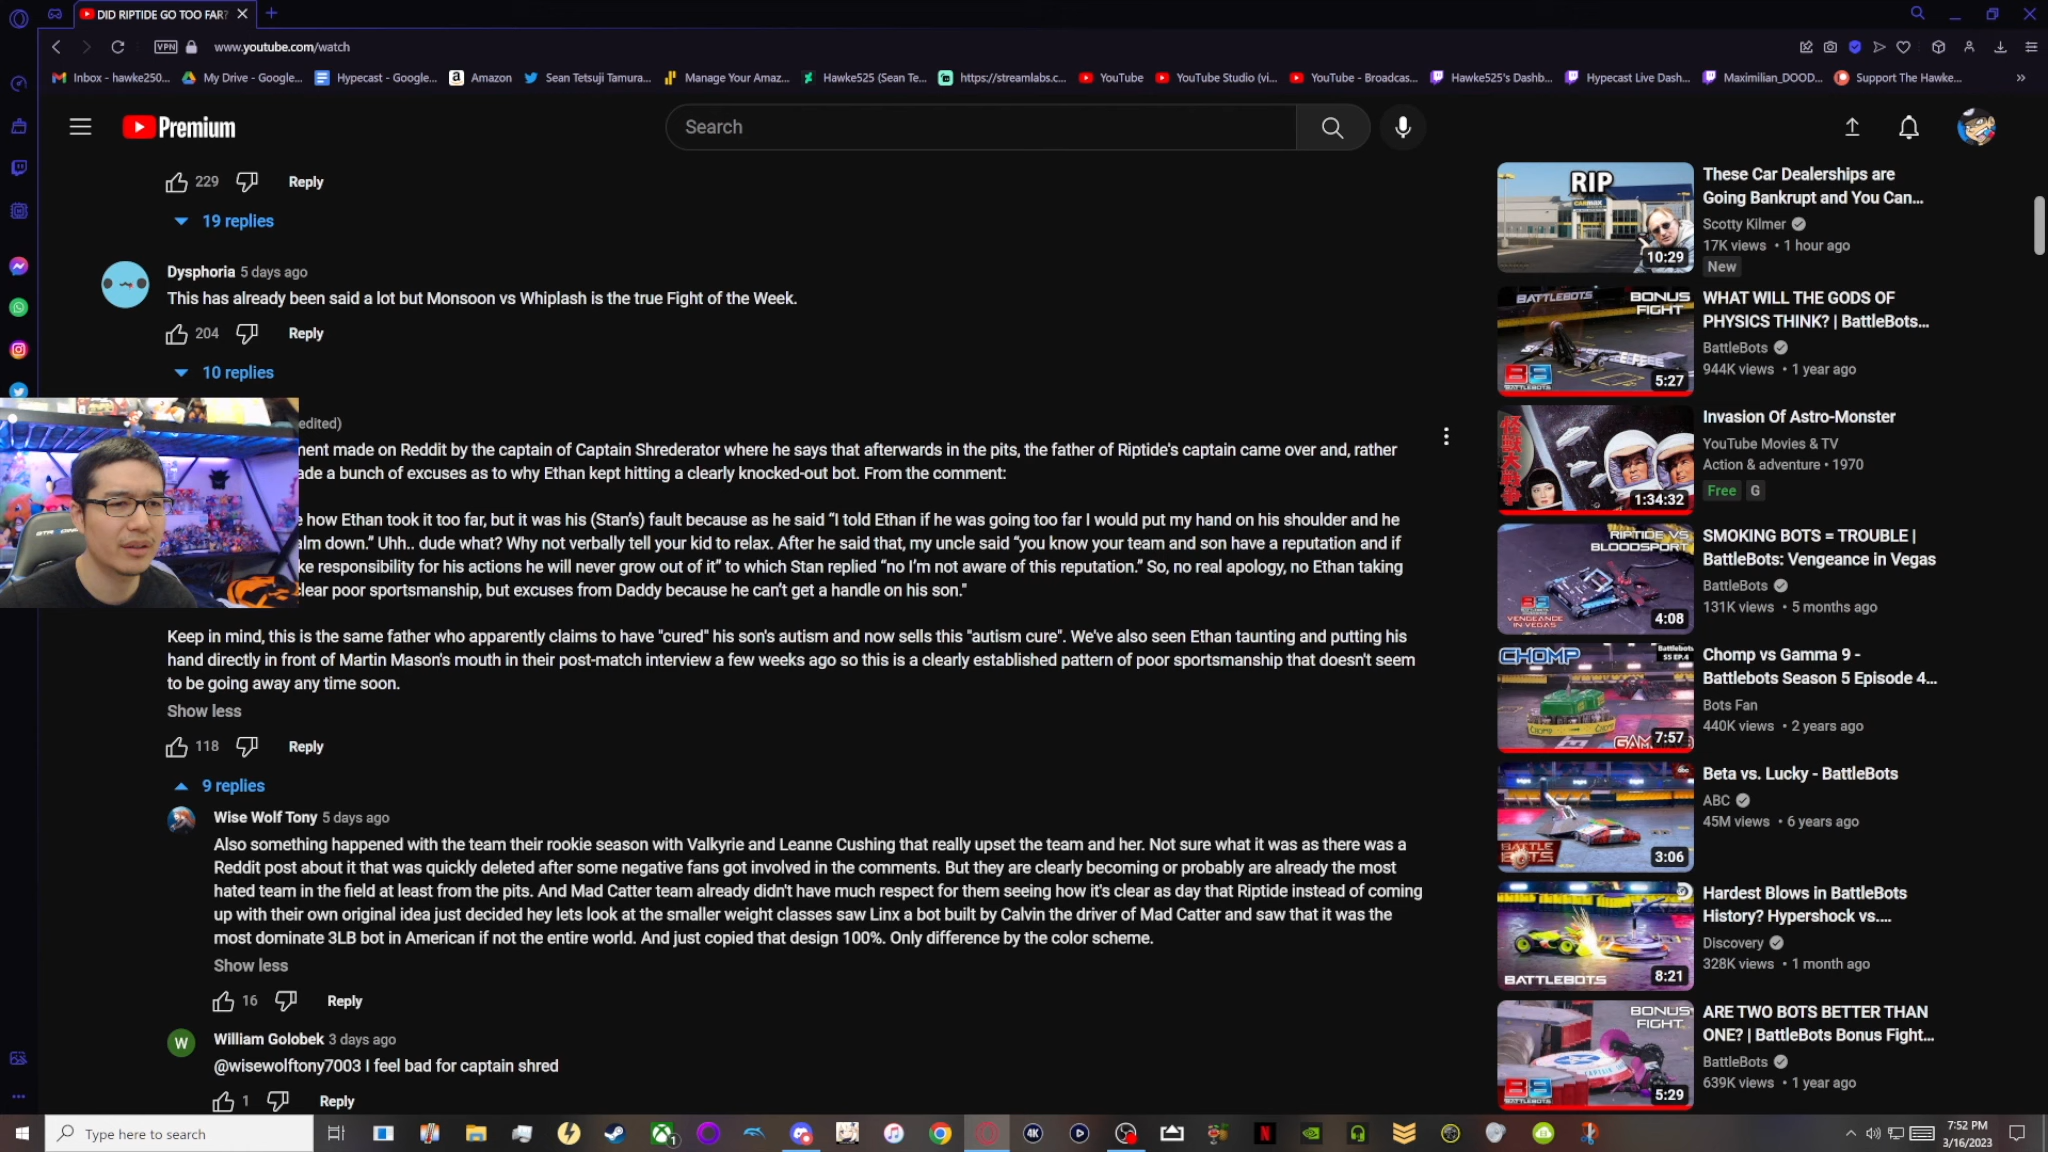 DID RIPTIDE GO TOO FAR?
VPN
www.youtube.com/watch
Inbox - hawke250...
My Drive - Google...
Hypecast - Google...
Amazon
Sean Tetsuji Tamura...
Manage Your Amaz...
Hawke525 (Sean Te...
https://streamlabs.c...
YouTube
YouTube Studio (vi...
YouTube - Broadcas...
Hawke525's Dashb...
Hypecast Live Dash...
Maximilian_DOOD...
Support The Hawke...
Premium
Search
229
Reply
19 replies
Dysphoria 5 days ago
This has already been said a lot but Monsoon vs Whiplash is the true Fight of the Week.
204
Reply
10 replies
edited)
ent made on Reddit by the captain of Captain Shrederator where he says that afterwards in the pits, the father of Riptide's captain came over and, rather
ade a bunch of excuses as to why Ethan kept hitting a clearly knocked-out bot. From the comment:
e how Ethan took it too far, but it was his (Stan's) fault because as he said “I told Ethan if he was going too far I would put my hand on his shoulder and he
alm down.” Uhh.. dude what? Why not verbally tell your kid to relax. After he said that, my uncle said “you know your team and son have a reputation and if
ke responsibility for his actions he will never grow out of it” to which Stan replied “no I’m not aware of this reputation.” So, no real apology, no Ethan taking
lear poor sportsmanship, but excuses from Daddy because he can’t get a handle on his son."
Keep in mind, this is the same father who apparently claims to have "cured" his son's autism and now sells this "autism cure". We've also seen Ethan taunting and putting his
hand directly in front of Martin Mason's mouth in their post-match interview a few weeks ago so this is a clearly established pattern of poor sportsmanship that doesn't seem
to be going away any time soon.
Show less
118
Reply
9 replies
Wise Wolf Tony 5 days ago
Also something happened with the team their rookie season with Valkyrie and Leanne Cushing that really upset the team and her. Not sure what it was as there was a
Reddit post about it that was quickly deleted after some negative fans got involved in the comments. But they are clearly becoming or probably are already the most
hated team in the field at least from the pits. And Mad Catter team already didn't have much respect for them seeing how it's clear as day that Riptide instead of coming
up with their own original idea just decided hey lets look at the smaller weight classes saw Linx a bot built by Calvin the driver of Mad Catter and saw that it was the
most dominate 3LB bot in American if not the entire world. And just copied that design 100%. Only difference by the color scheme.
Show less
16
Reply
W
William Golobek 3 days ago
@wisewolftony7003 I feel bad for captain shred
1
Reply
RIP
CARMAX
10:29
These Car Dealerships are
Going Bankrupt and You Can...
Scotty Kilmer
17K views • 1 hour ago
New
BATTLEBOTS
BONUS
FIGHT
BATTLEBOTS
5:27
WHAT WILL THE GODS OF
PHYSICS THINK? | BattleBots...
BattleBots
944K views • 1 year ago
怪獣大戦争
1:34:32
Invasion Of Astro-Monster
YouTube Movies & TV
Action & adventure • 1970
Free G
RIPTIDE VS
BLOODSPORT
VENGEANCE
IN VEGAS
4:08
SMOKING BOTS = TROUBLE |
BattleBots: Vengeance in Vegas
BattleBots
131K views • 5 months ago
CHOMP
Battlebots
S5 EP.4
CHOMP
7:57
Chomp vs Gamma 9 -
Battlebots Season 5 Episode 4...
Bots Fan
440K views • 2 years ago
BATTLE
BOTS
abc
3:06
Beta vs. Lucky - BattleBots
ABC
45M views • 6 years ago
BATTLEBOTS
8:21
Hardest Blows in BattleBots
History? Hypershock vs....
Discovery
328K views • 1 month ago
BONUS
FIGHT
BATTLEBOTS
5:29
ARE TWO BOTS BETTER THAN
ONE? | BattleBots Bonus Fight...
BattleBots
639K views • 1 year ago
Type here to search
1
4K
N
7:52 PM
3/16/2023